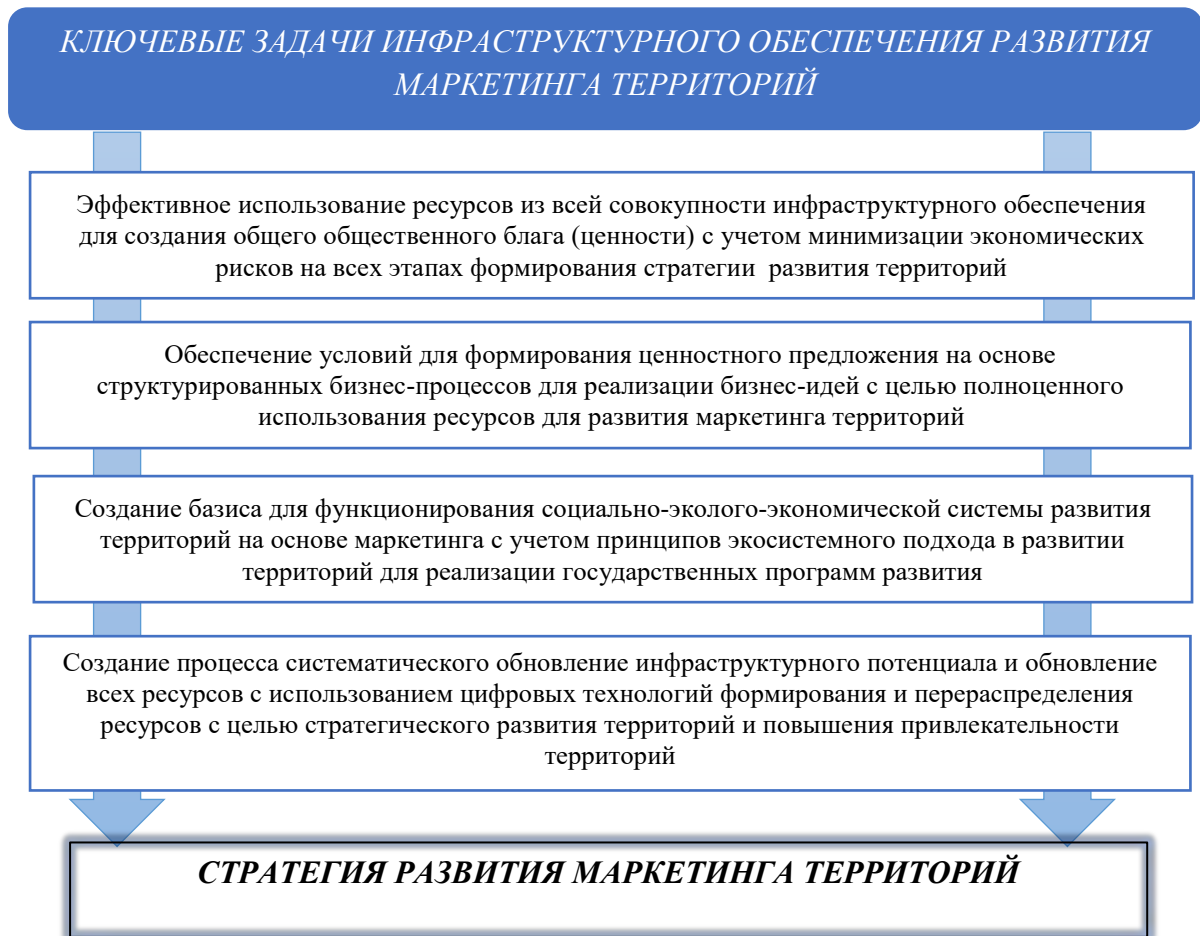 КЛЮЧЕВЫЕ ЗАДАЧИ ИНФРАСТРУКТУРНОГО ОБЕСПЕЧЕНИЯ РАЗВИТИЯ
МАРКЕТИНГА ТЕРРИТОРИЙ
Эффективное использование ресурсов из всей совокупности инфраструктурного обеспечения
для создания общего общественного блага (ценности) с учетом минимизации экономических
рисков на всех этапах формирования стратегии развития территорий
Обеспечение условий для формирования ценностного предложения на основе
структурированных бизнес-процессов для реализации бизнес-идей с целью полноценного
использования ресурсов для развития маркетинга территорий
Создание базиса для функционирования социально-эколого-экономической системы развития
территорий на основе маркетинга с учетом принципов экосистемного подхода в развитии
территорий для реализации государственных программ развития
Создание процесса систематического обновление инфраструктурного потенциала и обновление
всех ресурсов с использованием цифровых технологий формирования и перераспределения
ресурсов с целью стратегического развития территорий и повышения привлекательности
территорий
СТРАТЕГИЯ РАЗВИТИЯ МАРКЕТИНГА ТЕРРИТОРИЙ